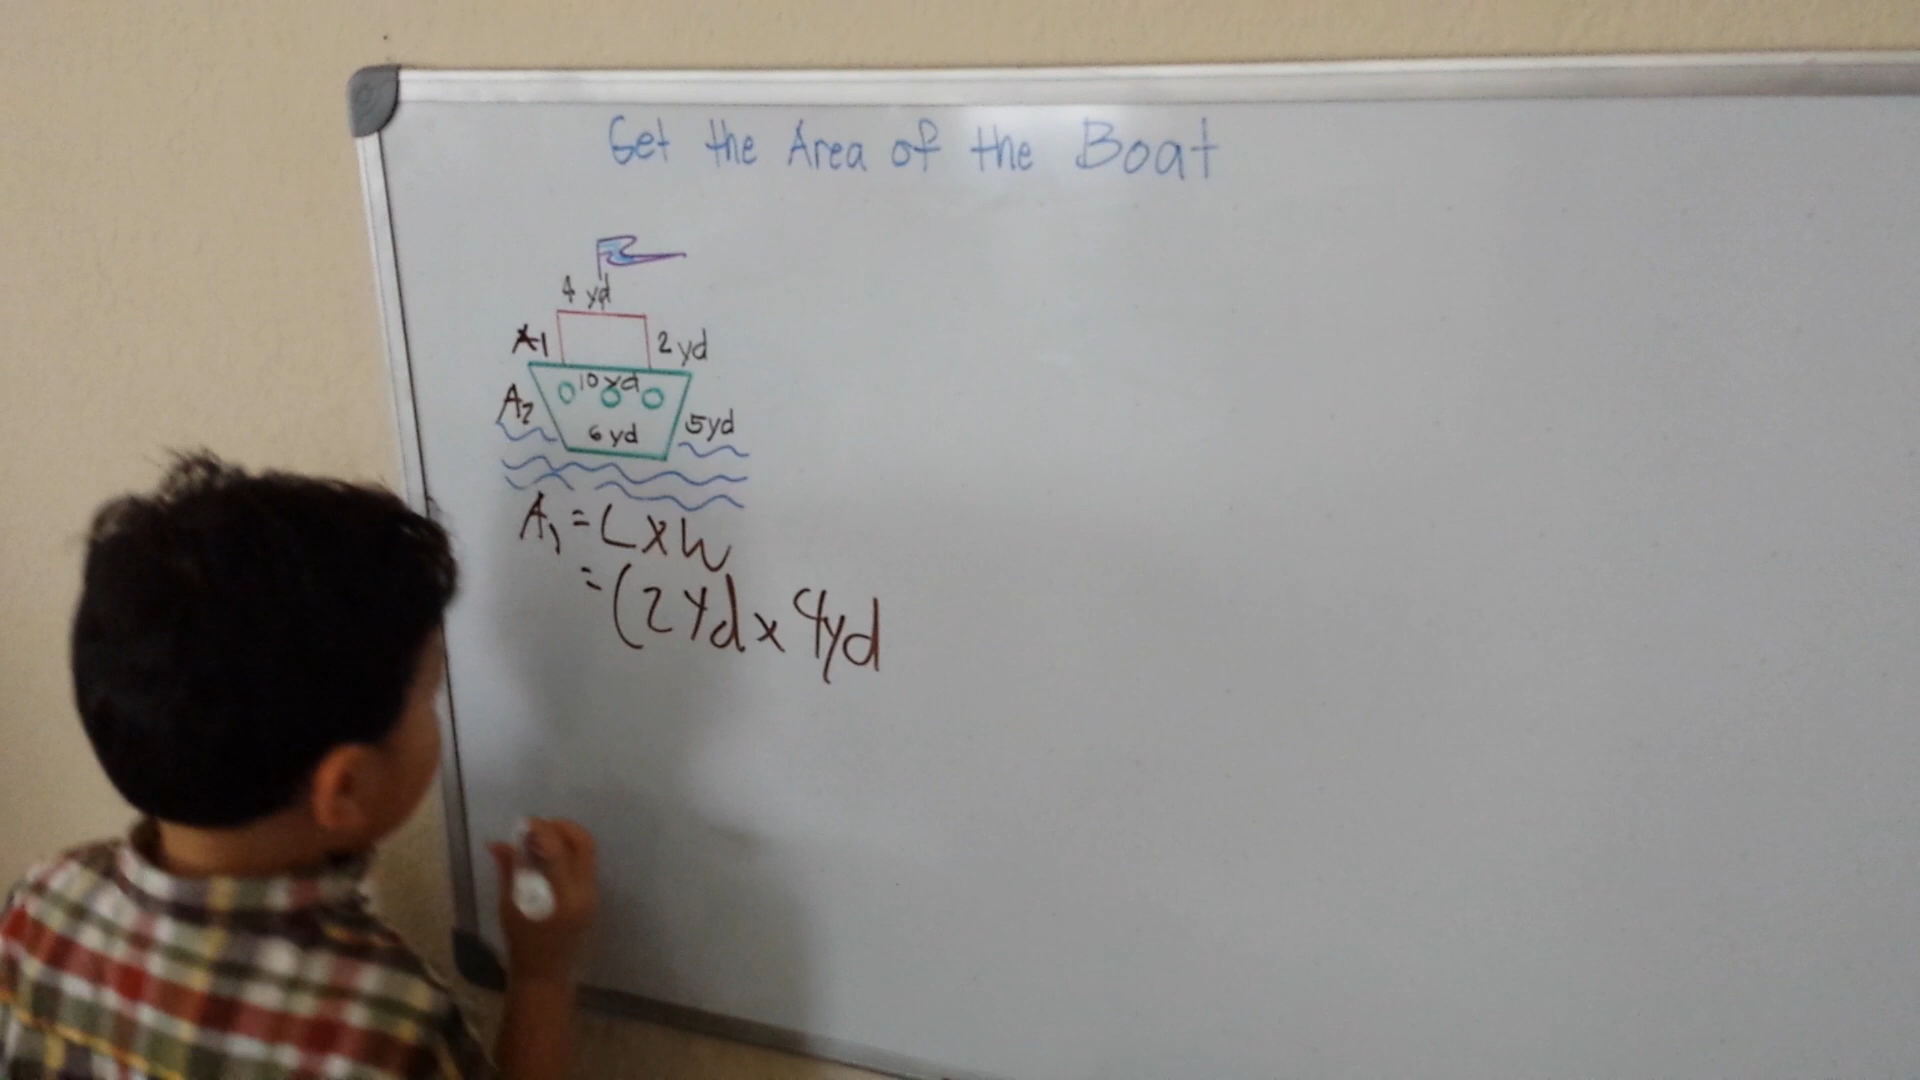 Get the Area of the Boat
4 yd
A1
2 yd
10 yd
A2
5yd
6 yd
A1 = L x W
= (2 yd x 4yd